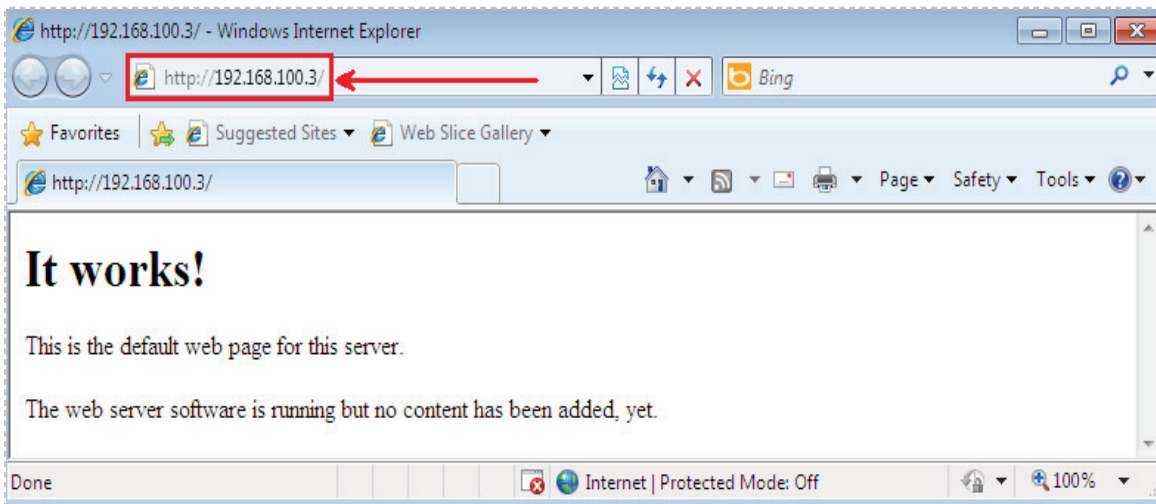 http://192.168.100.3/ - Windows Internet Explorer
http://192.168.100.3/ Bing
Favorites Suggested Sites Web Slice Gallery
http://192.168.100.3/ Page Safety Tools
It works!
This is the default web page for this server.
The web server software is running but no content has been added, yet.
Done Internet | Protected Mode: Off 100%